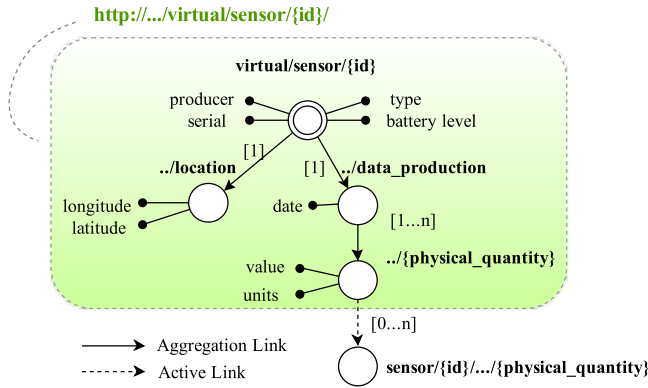 http://.../virtual/sensor/{id}/
virtual/sensor/{id}
producer
type
serial
battery level
[1]
[1]
../location
../data_production
longitude
latitude
date
[1...n]
../{physical_quantity}
value
units
[0...n]
Aggregation Link
Active Link
sensor/{id}/.../{physical_quantity}